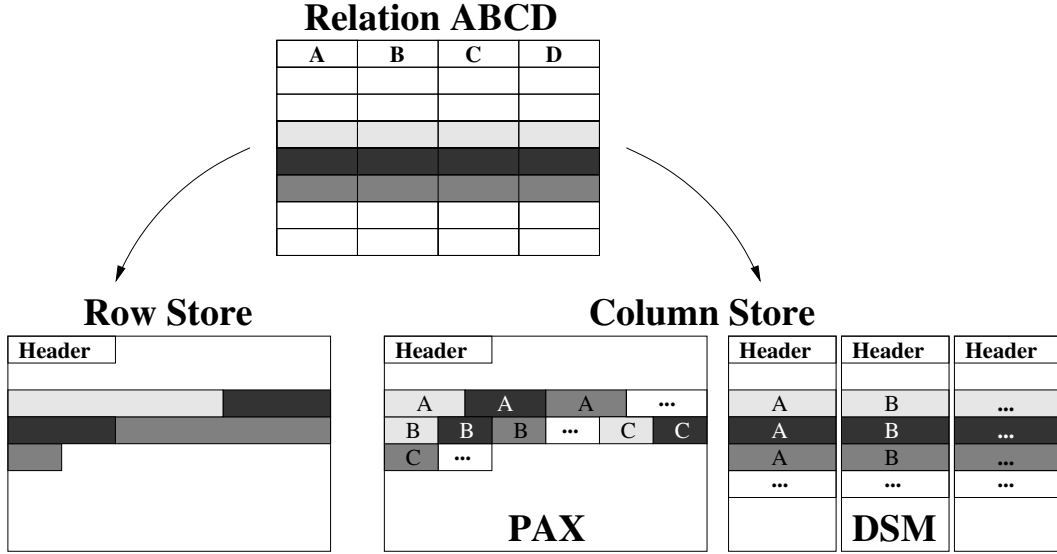 Relation ABCD
A B C D
Row Store
Column Store
Header
Header
Header Header Header
A A A ...
B B B ... C C
C ...
A B ...
A B ...
A B ...
... ... ...
PAX
DSM